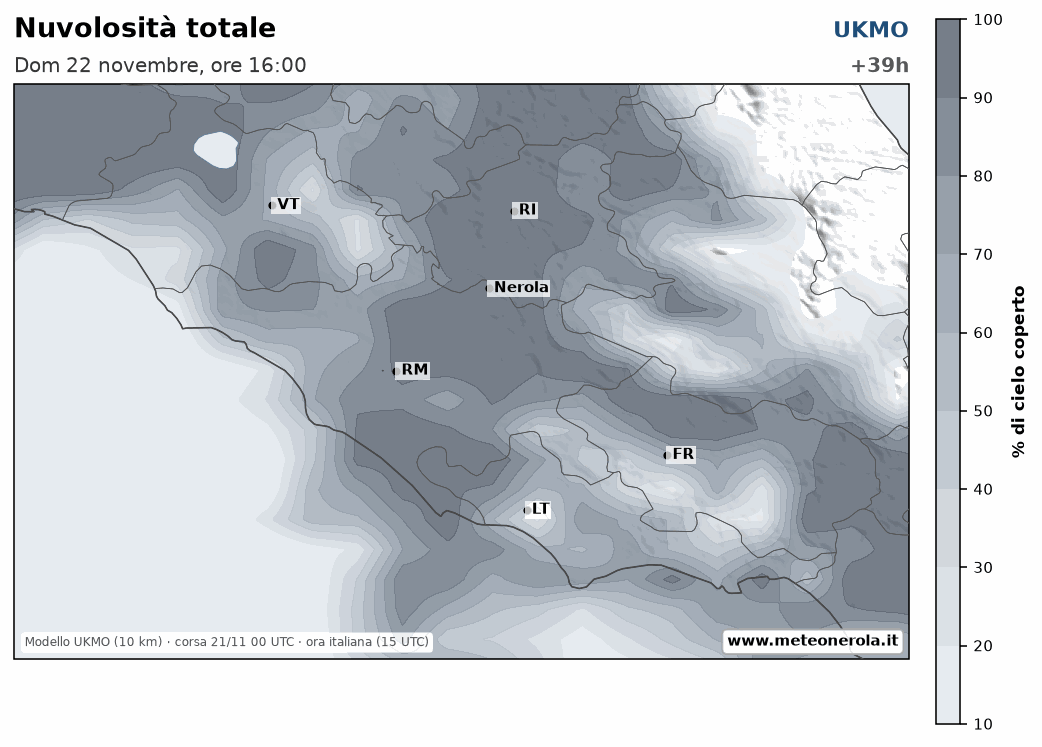 Nuvolosità totale
UKMO
Dom 22 novembre, ore 16:00
+39h
VT
RI
Nerola
RM
FR
LT
Modello UKMO (10 km) · corsa 21/11 00 UTC · ora italiana (15 UTC)
www.meteonerola.it
100
90
80
70
60
50
40
30
20
10
% di cielo coperto